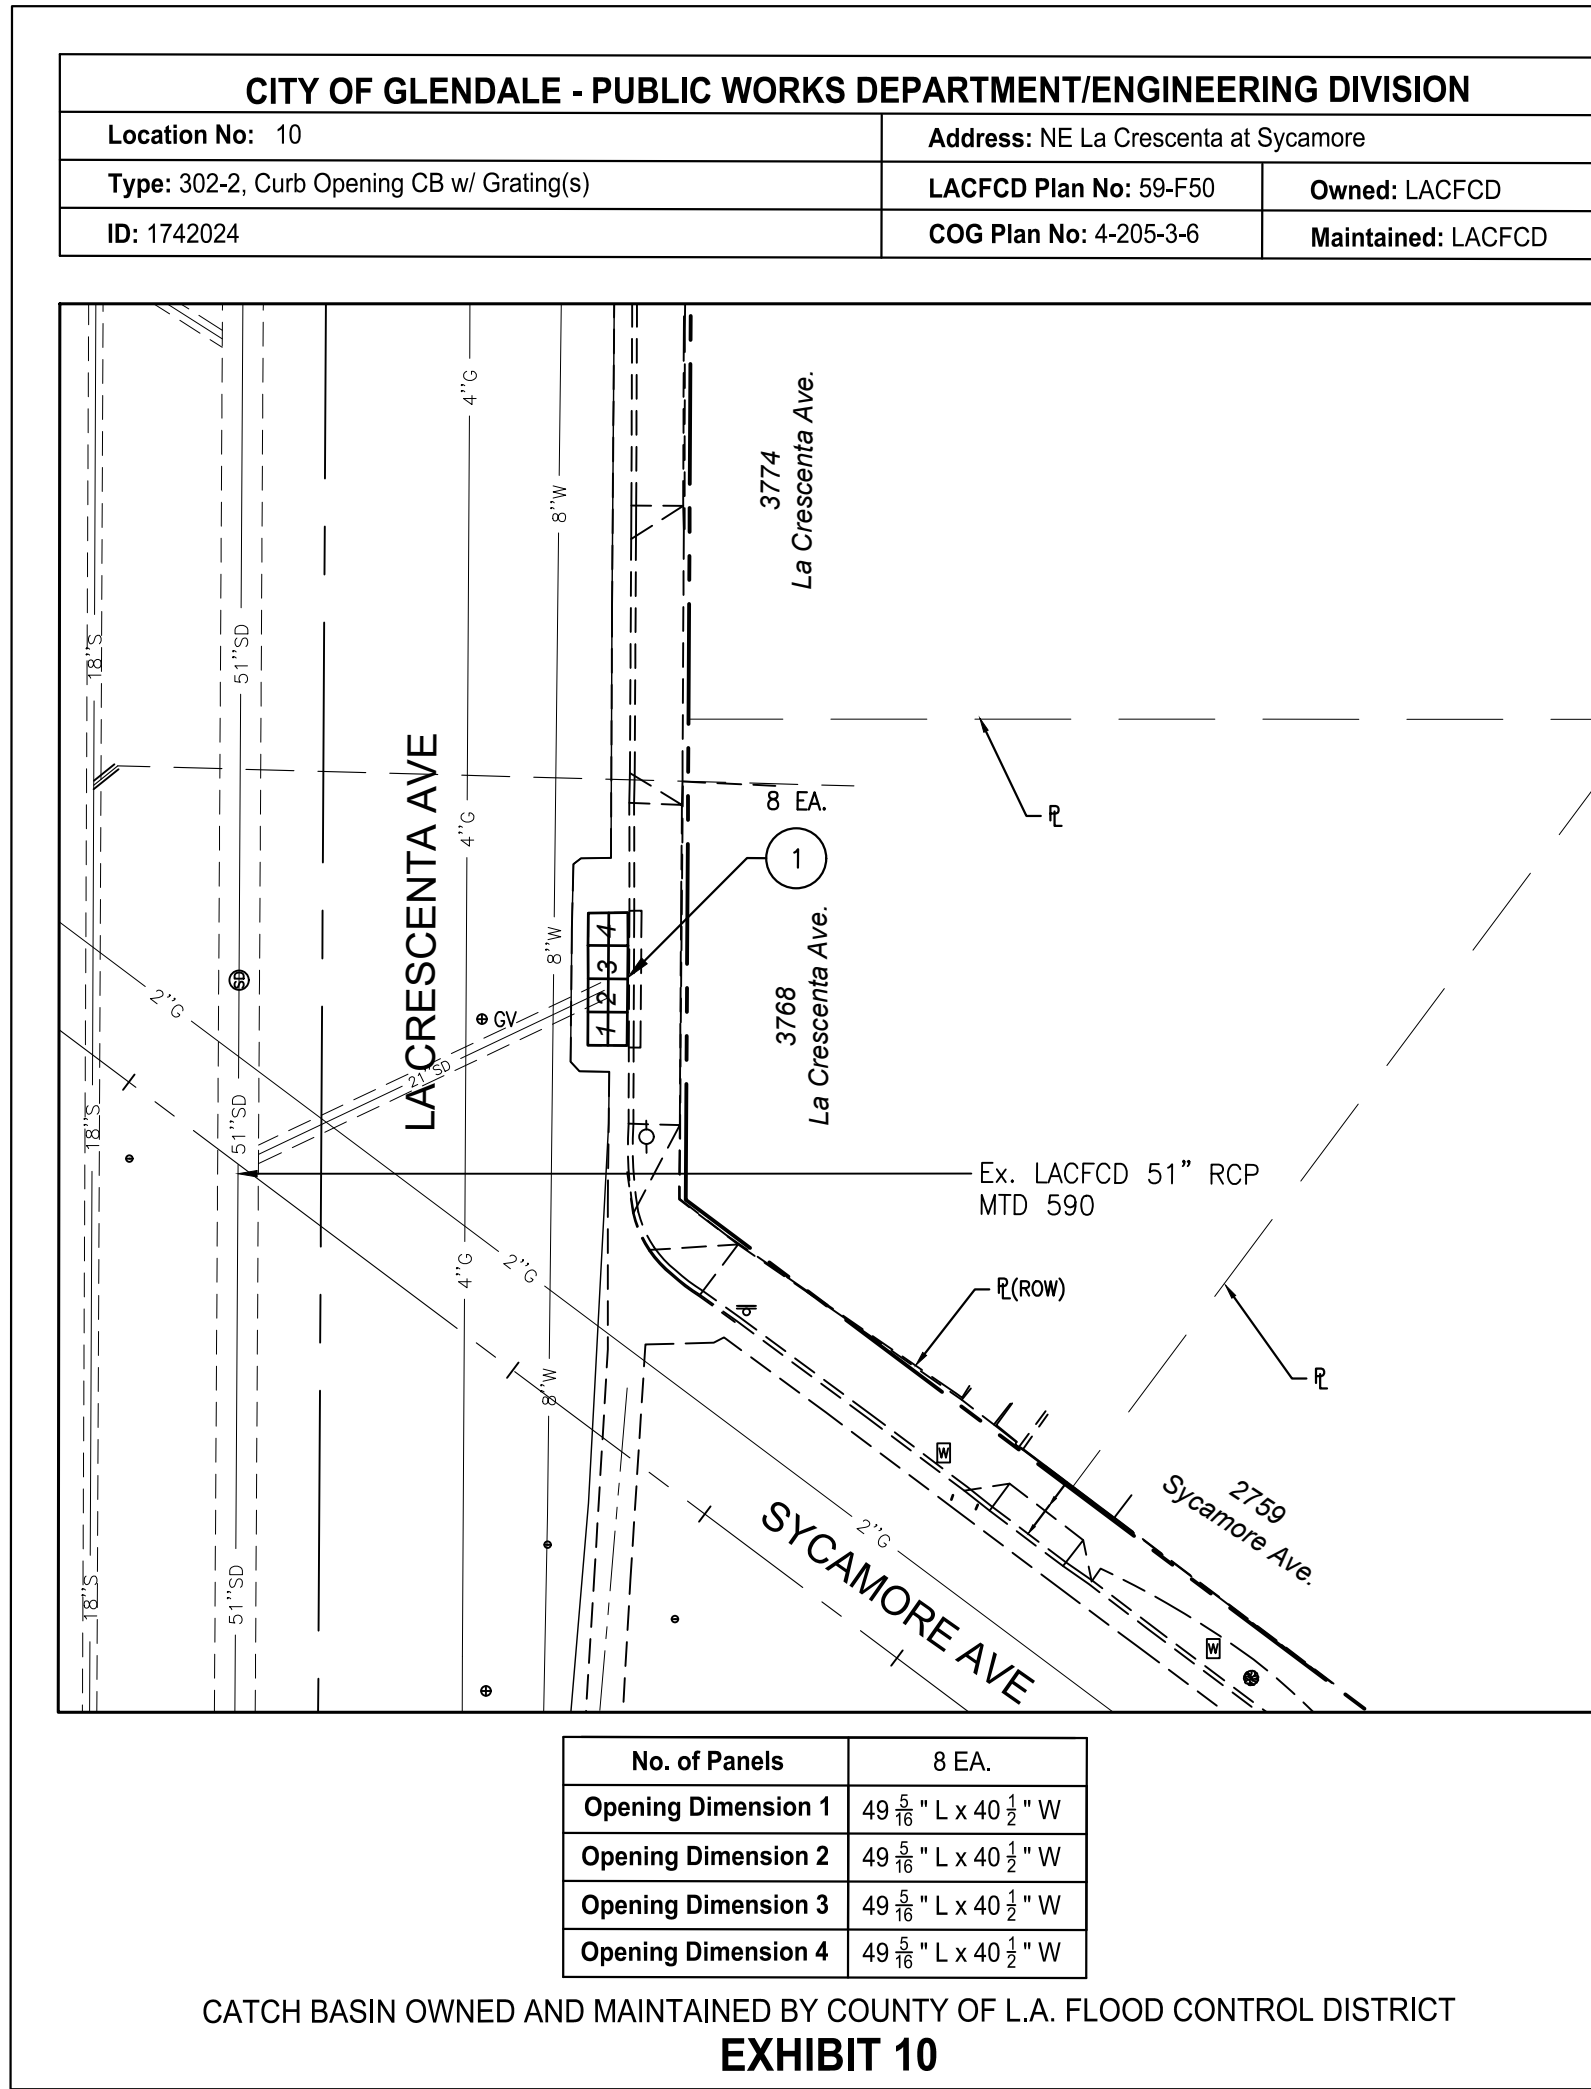 CITY OF GLENDALE - PUBLIC WORKS DEPARTMENT/ENGINEERING DIVISION
Location No: 10
Address: NE La Crescenta at Sycamore
Type: 302-2, Curb Opening CB w/ Grating(s)
LACFCD Plan No: 59-F50
Owned: LACFCD
ID: 1742024
COG Plan No: 4-205-3-6
Maintained: LACFCD
4"G
8"W
3774
La Crescenta Ave.
18"S
51"SD
LA CRESCENTA AVE
4"G
8 EA.
1
℄
4
3
2
1
8"W
3768
La Crescenta Ave.
SD
2"G
GV
21"SD
18"S
51"SD
Ex. LACFCD 51" RCP
MTD 590
4"G
2"G
PL(ROW)
PL
8"W
W
2759
Sycamore Ave.
SYCAMORE AVE
2"G
18"S
51"SD
W
No. of Panels 8 EA.
Opening Dimension 1 49 5/16 " L x 40 1/2 " W
Opening Dimension 2 49 5/16 " L x 40 1/2 " W
Opening Dimension 3 49 5/16 " L x 40 1/2 " W
Opening Dimension 4 49 5/16 " L x 40 1/2 " W
CATCH BASIN OWNED AND MAINTAINED BY COUNTY OF L.A. FLOOD CONTROL DISTRICT
EXHIBIT 10